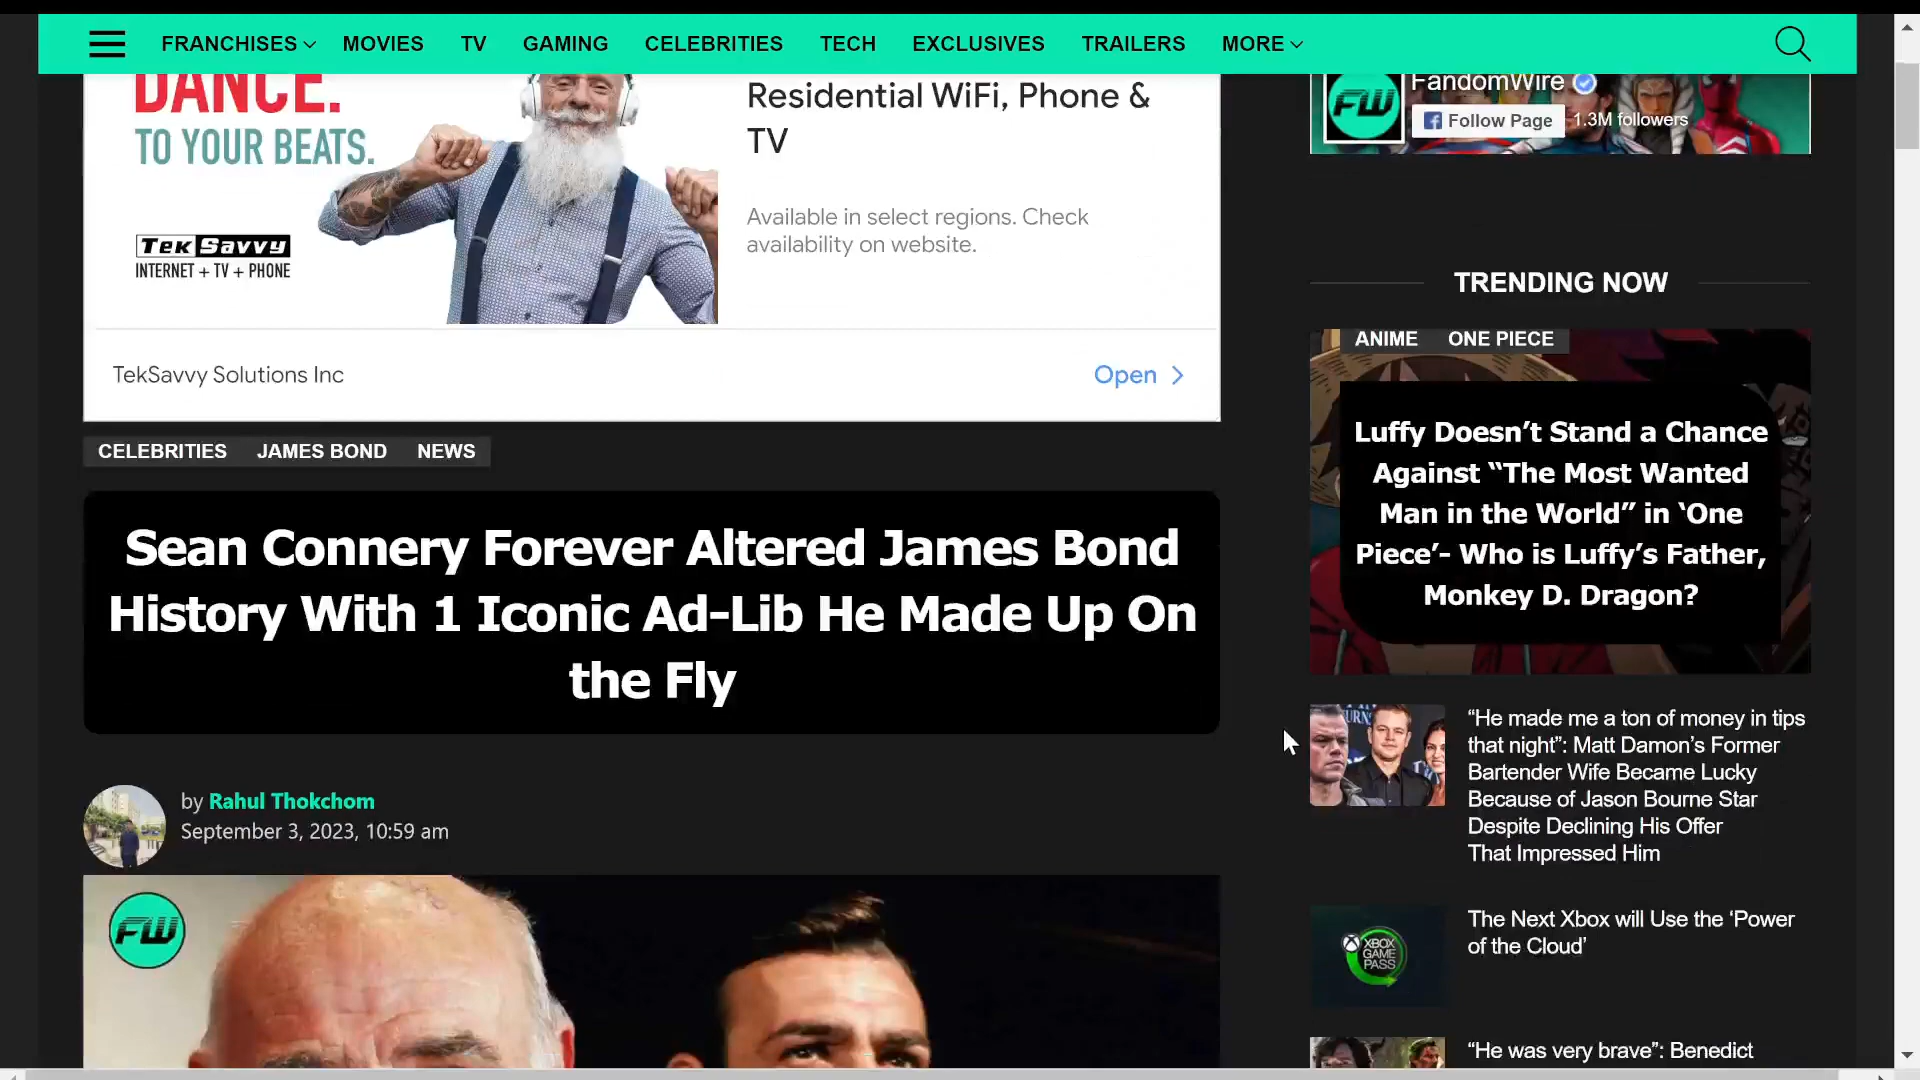 FRANCHISES MOVIES TV GAMING CELEBRITIES TECH EXCLUSIVES TRAILERS MORE
DANCE.
TO YOUR BEATS.
TekSavvy
INTERNET + TV + PHONE
Residential WiFi, Phone &
TV
Available in select regions. Check
availability on website.
TekSavvy Solutions Inc
Open
CELEBRITIES JAMES BOND NEWS
Sean Connery Forever Altered James Bond
History With 1 Iconic Ad-Lib He Made Up On
the Fly
by Rahul Thokchom
September 3, 2023, 10:59 am
FW
FW
FandomWire
Follow Page
1.3M followers
TRENDING NOW
ANIME ONE PIECE
Luffy Doesn’t Stand a Chance
Against “The Most Wanted
Man in the World” in ‘One
Piece’- Who is Luffy’s Father,
Monkey D. Dragon?
“He made me a ton of money in tips
that night”: Matt Damon’s Former
Bartender Wife Became Lucky
Because of Jason Bourne Star
Despite Declining His Offer
That Impressed Him
XBOX
GAME
PASS
The Next Xbox will Use the ‘Power
of the Cloud’
“He was very brave”: Benedict